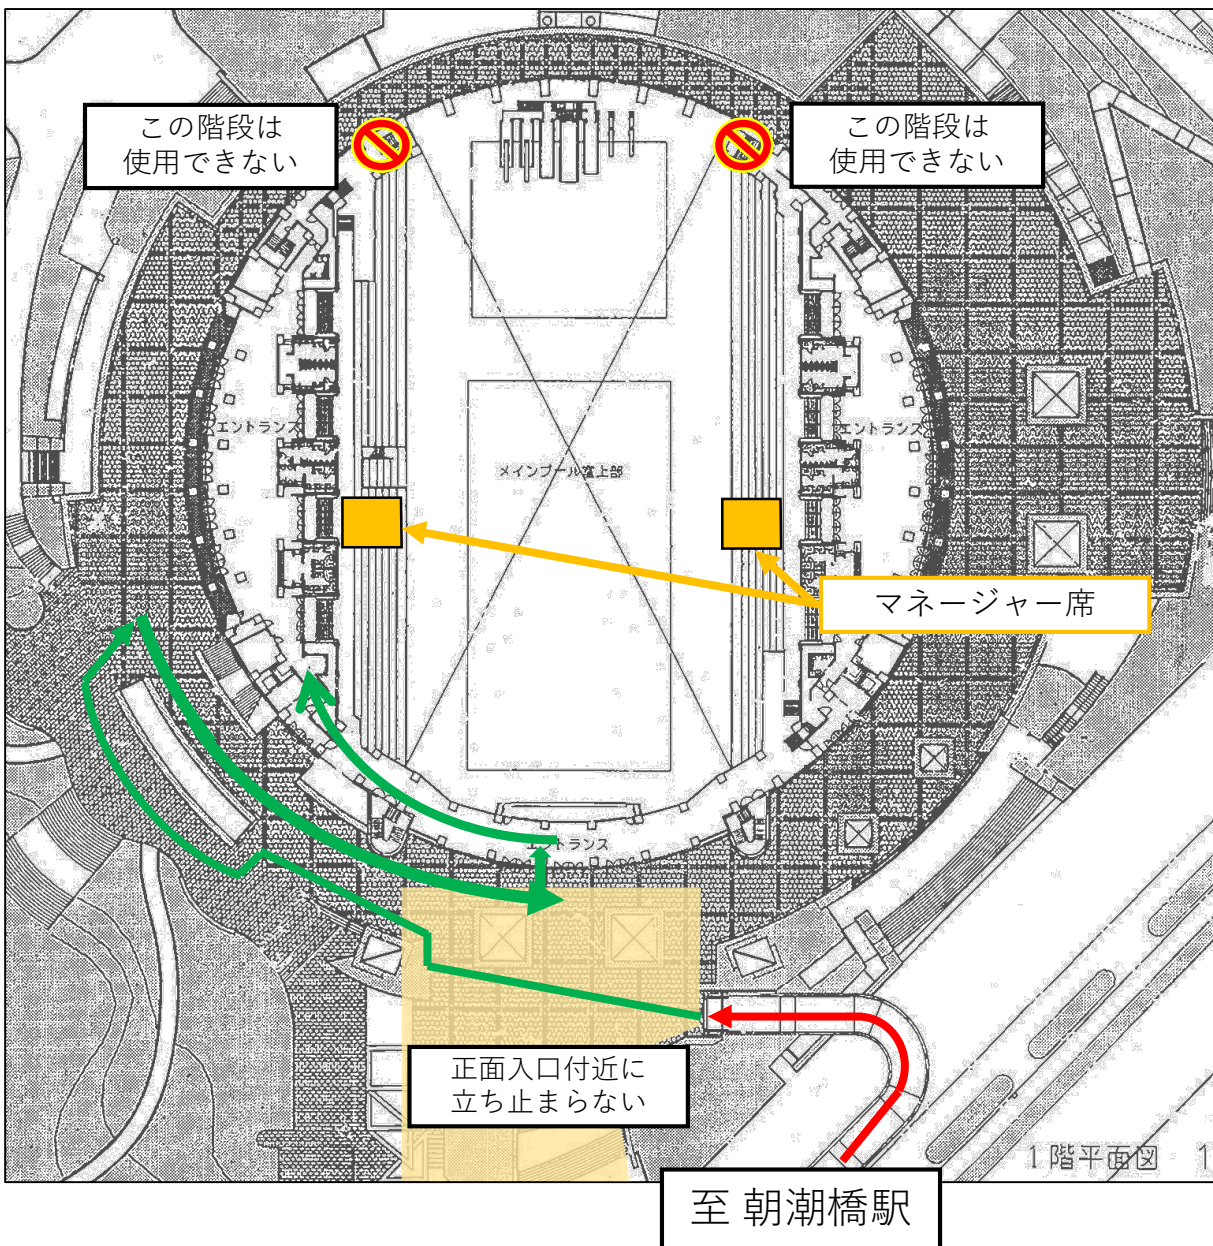 この階段は
使用できない
この階段は
使用できない
エントランス
エントランス
メインプール室上部
マネージャー席
エントランス
正面入口付近に
立ち止まらない
1階平面図 1
至 朝潮橋駅